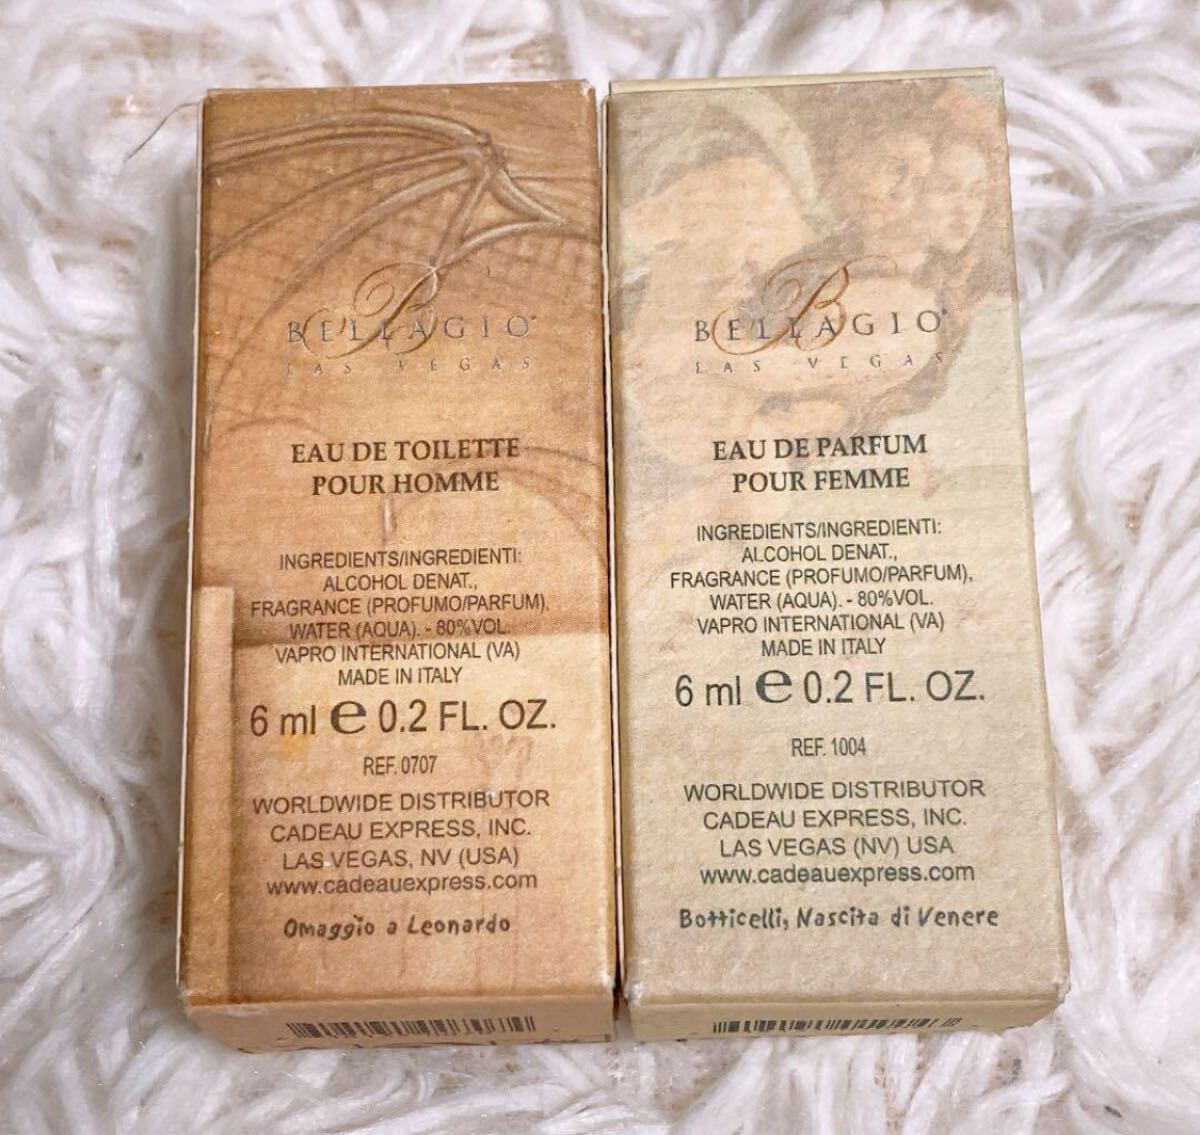 B
BELLAGIO®
LAS VEGAS
EAU DE TOILETTE
POUR HOMME
INGREDIENTS/INGREDIENTI:
ALCOHOL DENAT.,
FRAGRANCE (PROFUMO/PARFUM),
WATER (AQUA). - 80%VOL.
VAPRO INTERNATIONAL (VA)
MADE IN ITALY
6 ml e 0.2 FL. OZ.
REF. 0707
WORLDWIDE DISTRIBUTOR
CADEAU EXPRESS, INC.
LAS VEGAS, NV (USA)
www.cadeauexpress.com
Omaggio a Leonardo
B
BELLAGIO®
LAS VEGAS
EAU DE PARFUM
POUR FEMME
INGREDIENTS/INGREDIENTI:
ALCOHOL DENAT.,
FRAGRANCE (PROFUMO/PARFUM),
WATER (AQUA). - 80%VOL.
VAPRO INTERNATIONAL (VA)
MADE IN ITALY
6 ml e 0.2 FL. OZ.
REF. 1004
WORLDWIDE DISTRIBUTOR
CADEAU EXPRESS, INC.
LAS VEGAS (NV) USA
www.cadeauexpress.com
Botticelli, Nascita di Venere